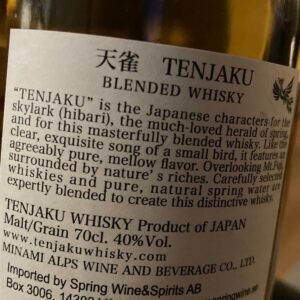 天雀 TENJAKU
BLENDED WHISKY
“TENJAKU” is the Japanese characters for the
skylark (hibari), the much-loved herald of spring,
and for this masterfully blended whisky. Like the
clear, exquisite song of a small bird, it features an
agreeably pure, mellow flavor. Overlooking Mt.Fuji,
surrounded by nature’s riches. Carefully selected
whiskies and pure, natural spring water are
expertly blended to create this distinctive whisky.
TENJAKU WHISKY Product of JAPAN
Malt/Grain 70cl. 40%Vol.
www.tenjakuwhisky.com
MINAMI ALPS WINE AND BEVERAGE CO., LTD.
Imported by Spring Wine&Spirits AB
Box 3006, 143